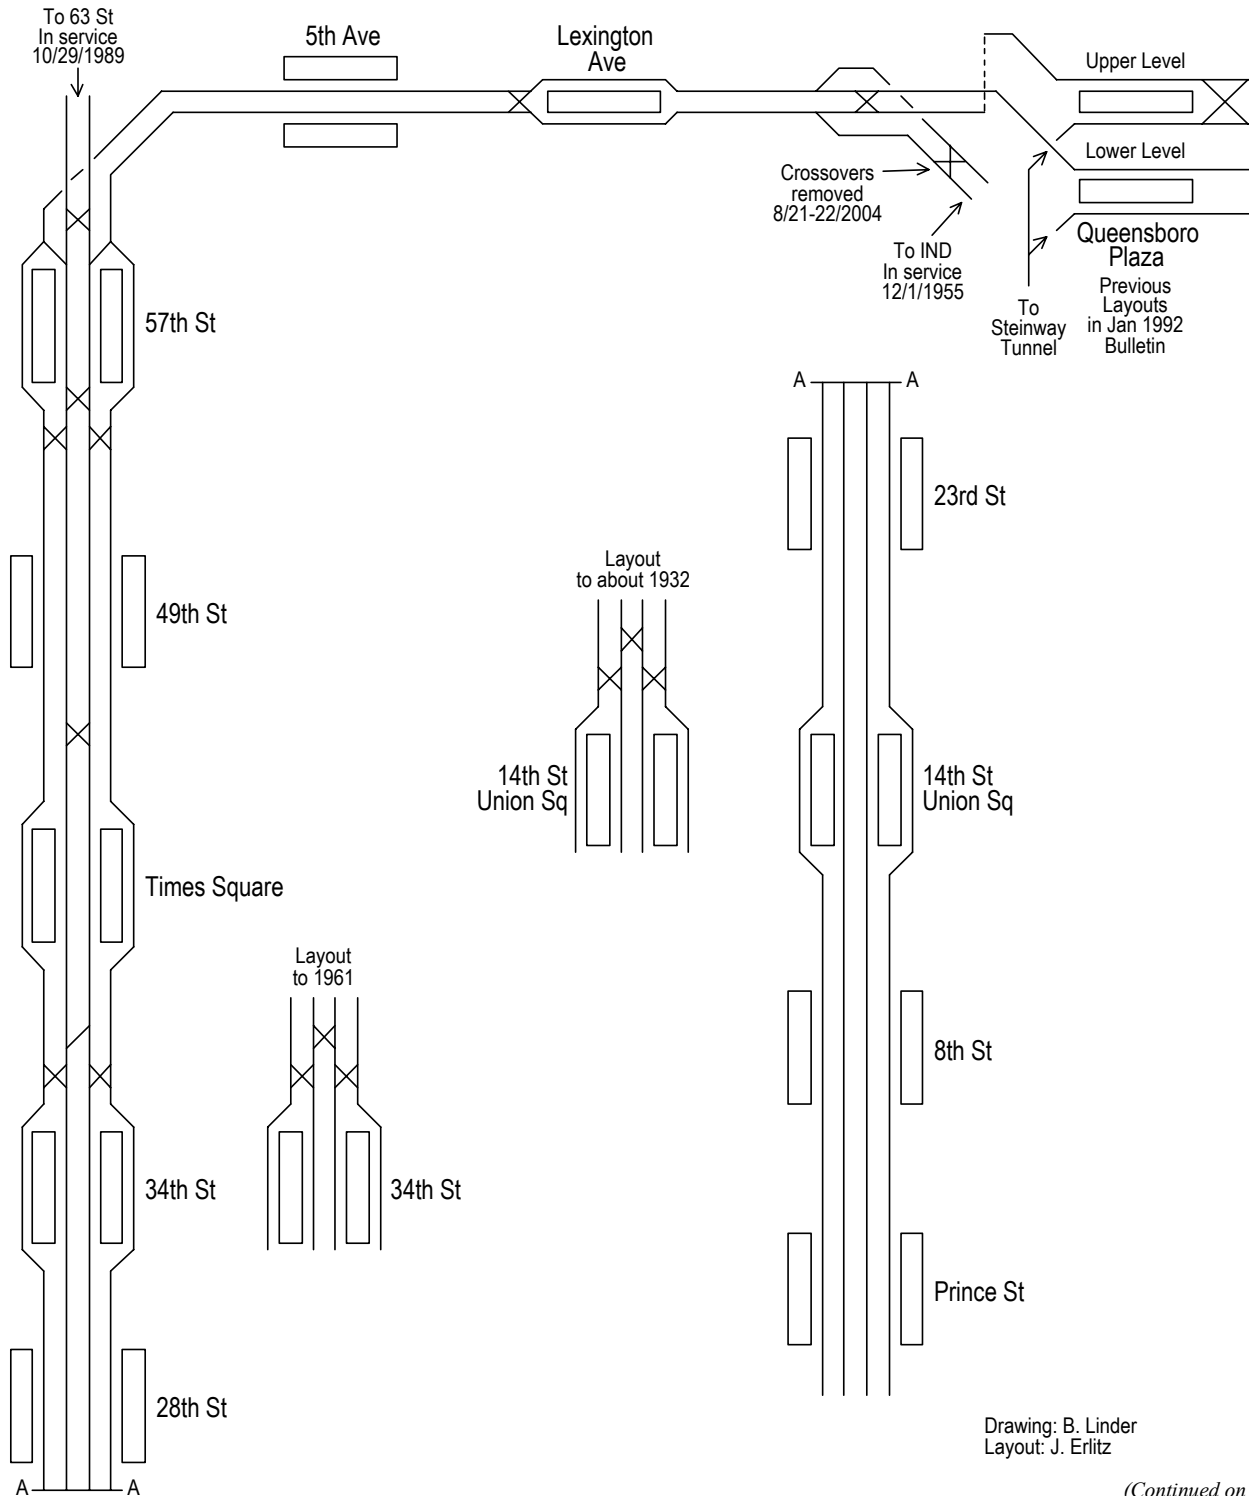 To 63 St
In service
10/29/1989
5th Ave
Lexington
Ave
Upper Level
Lower Level
Crossovers
removed
8/21-22/2004
To IND
In service
12/1/1955
To
Steinway
Tunnel
Queensboro
Plaza
Previous
Layouts
in Jan 1992
Bulletin
57th St
49th St
Times Square
34th St
28th St
A A
Layout
to 1961
34th St
Layout
to about 1932
14th St
Union Sq
A A
23rd St
14th St
Union Sq
8th St
Prince St
Drawing: B. Linder
Layout: J. Erlitz
(Continued on